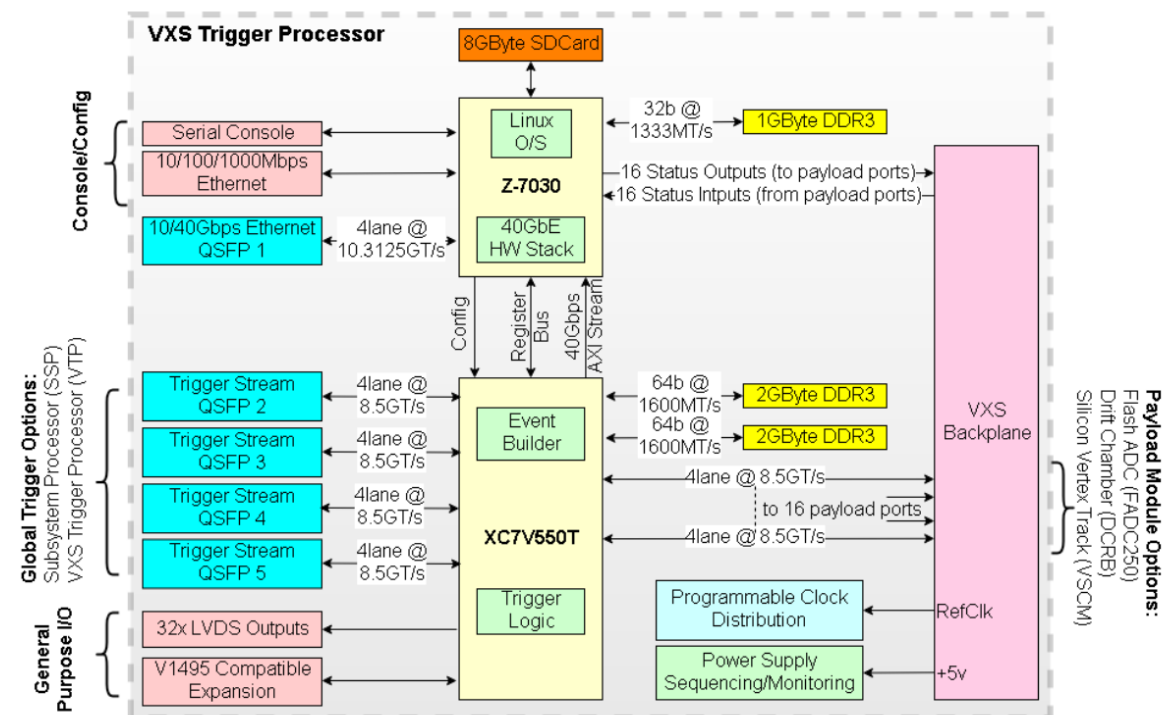 VXS Trigger Processor
8GByte SDCard
Console/Config
Serial Console
10/100/1000Mbps
Ethernet
10/40Gbps Ethernet
QSFP 1
4lane @
10.3125GT/s
Linux
O/S
Z-7030
40GbE
HW Stack
32b @
1333MT/s
1GByte DDR3
16 Status Outputs (to payload ports)
16 Status Intputs (from payload ports)
Config
Register
Bus
40Gbps
AXI Stream
Global Trigger Options:
Subsystem Processor (SSP)
VXS Trigger Processor (VTP)
Trigger Stream
QSFP 2
4lane @
8.5GT/s
Trigger Stream
QSFP 3
4lane @
8.5GT/s
Trigger Stream
QSFP 4
4lane @
8.5GT/s
Trigger Stream
QSFP 5
4lane @
8.5GT/s
Event
Builder
XC7V550T
Trigger
Logic
64b @
1600MT/s
2GByte DDR3
64b @
1600MT/s
2GByte DDR3
4lane @ 8.5GT/s
to 16 payload ports
4lane @ 8.5GT/s
VXS
Backplane
Payload Module Options:
Flash ADC (FADC250)
Drift Chamber (DCRB)
Silicon Vertex Track (VSCM)
General
Purpose I/O
32x LVDS Outputs
V1495 Compatible
Expansion
Programmable Clock
Distribution
RefClk
Power Supply
Sequencing/Monitoring
+5v